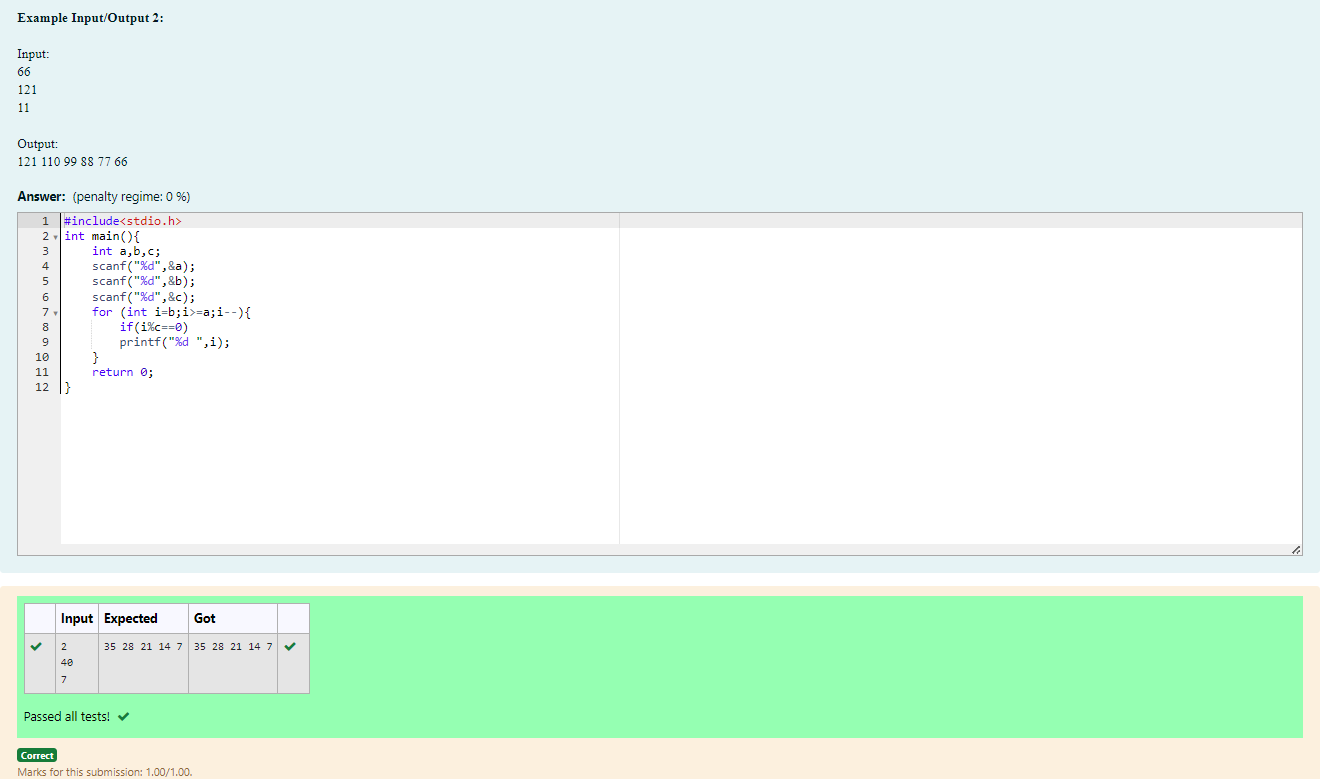 Example Input/Output 2:
Input:
66
121
11
Output:
121 110 99 88 77 66
Answer: (penalty regime: 0 %)
1 #include<stdio.h>
2 int main(){
3     int a,b,c;
4     scanf("%d",&a);
5     scanf("%d",&b);
6     scanf("%d",&c);
7     for (int i=b;i>=a;i--){
8         if(i%c==0)
9         printf("%d ",i);
10     }
11     return 0;
12 }
Input Expected Got
2 35 28 21 14 7 35 28 21 14 7
40
7
Passed all tests!
Correct
Marks for this submission: 1.00/1.00.